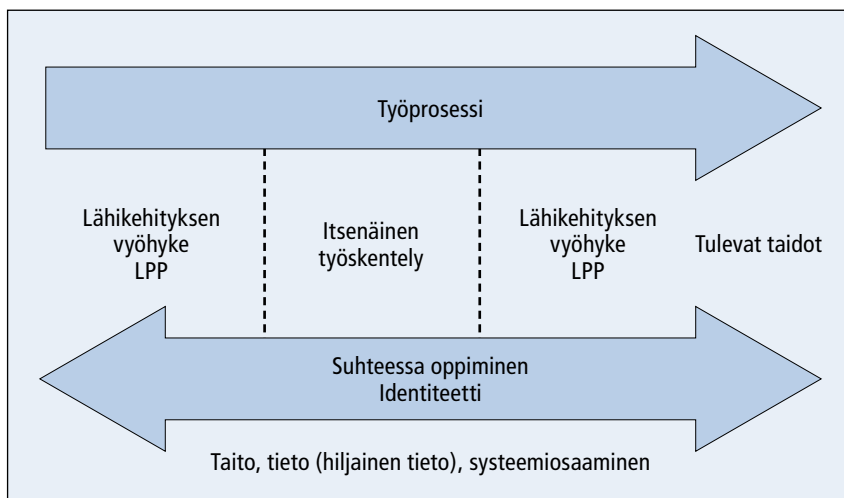 Työprosessi
Lähikehityksen
vyöhyke
LPP
Itsenäinen
työskentely
Lähikehityksen
vyöhyke
LPP
Tulevat taidot
Suhteessa oppiminen
Identiteetti
Taito, tieto (hiljainen tieto), systeemiosaaminen